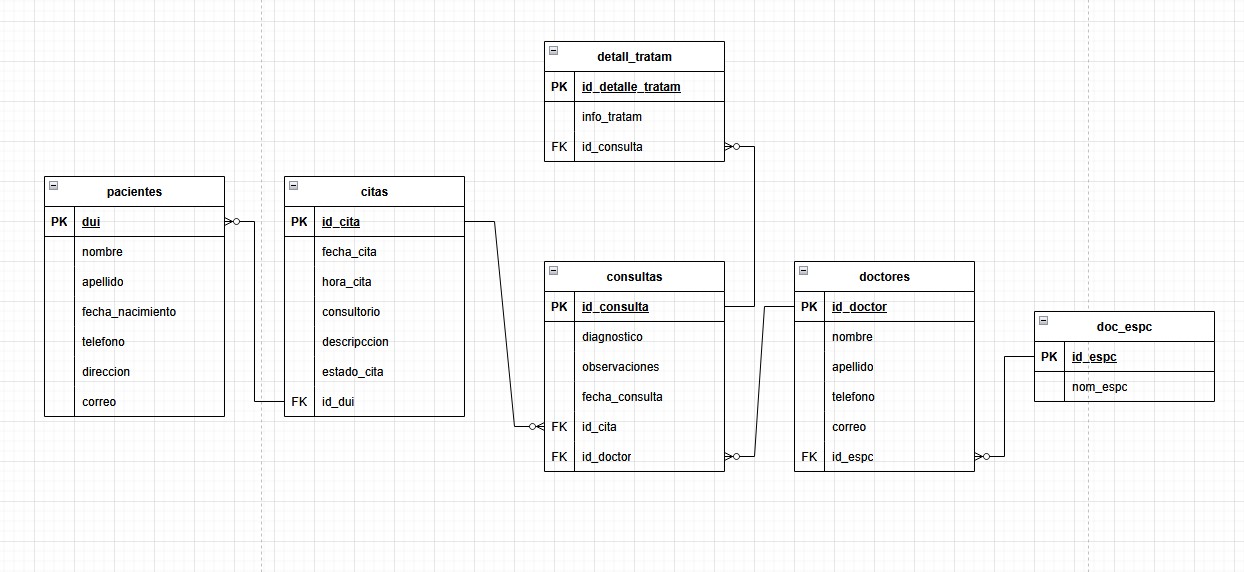 detall_tratam
PK id_detalle_tratam
info_tratam
FK id_consulta
pacientes
PK dui
nombre
apellido
fecha_nacimiento
telefono
direccion
correo
citas
PK id_cita
fecha_cita
hora_cita
consultorio
descripccion
estado_cita
FK id_dui
consultas
PK id_consulta
diagnostico
observaciones
fecha_consulta
FK id_cita
FK id_doctor
doctores
PK id_doctor
nombre
apellido
telefono
correo
FK id_espc
doc_espc
PK id_espc
nom_espc